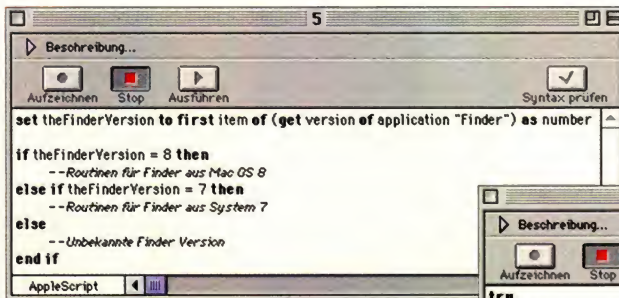 5
Beschreibung...
Aufzeichnen Stop Ausführen Syntax prüfen
set theFinderVersion to first item of (get version of application "Finder") as number
if theFinderVersion = 8 then
--Routinen für Finder aus Mac OS 8
else if theFinderVersion = 7 then
--Routinen für Finder aus System 7
else
--Unbekannte Finder Version
end if
AppleScript
Beschreibung...
Aufzeichnen Stop
try